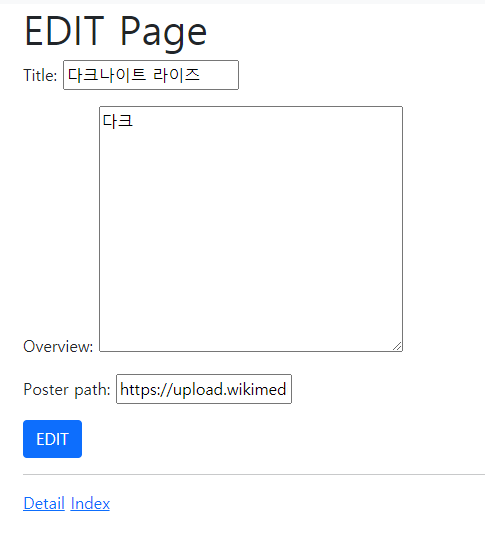 EDIT Page
Title: 다크나이트 라이즈
다크
Overview:
Poster path: https://upload.wikimed
EDIT
Detail Index